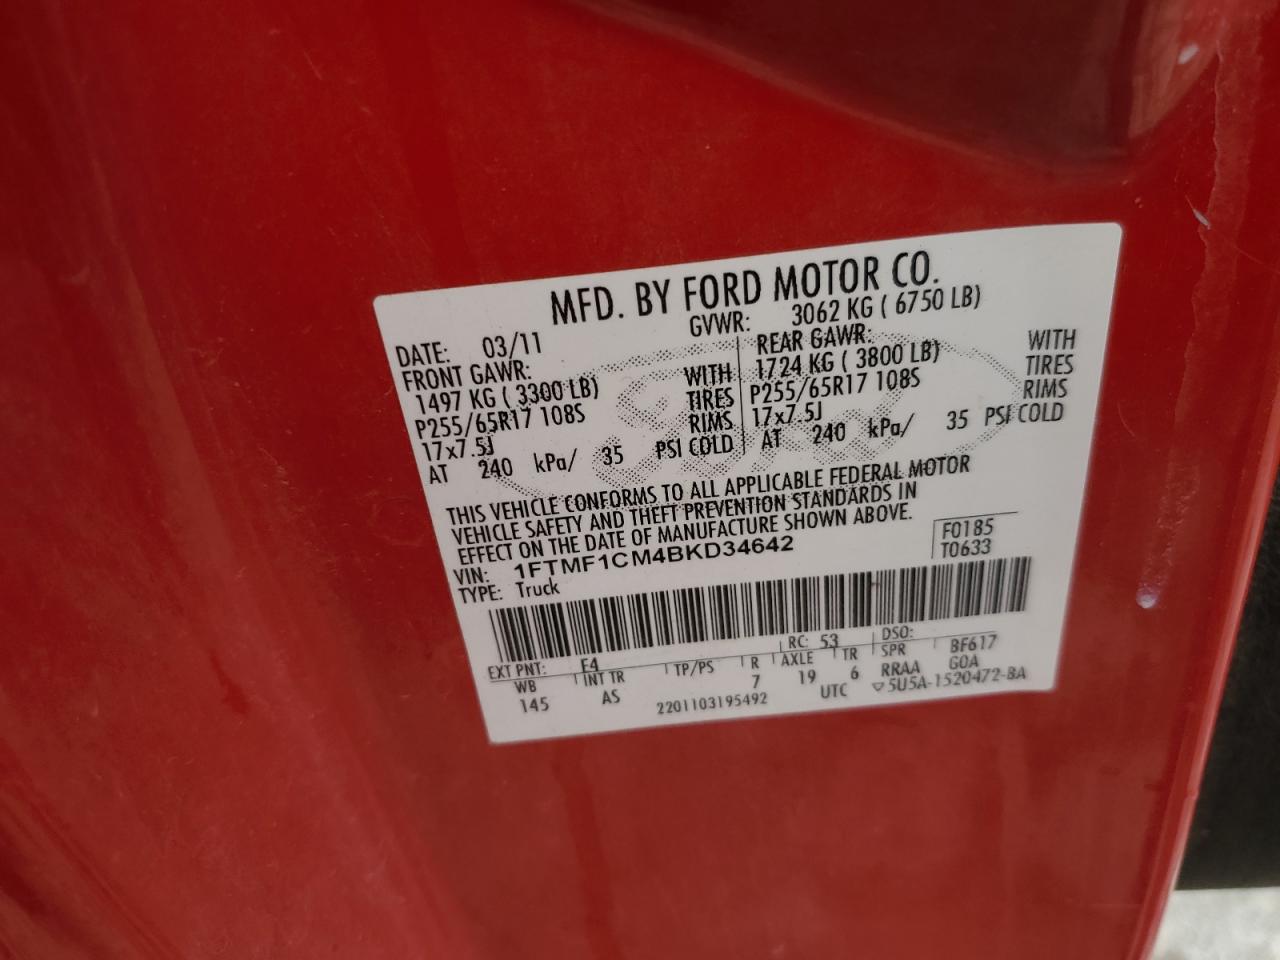 MFD. BY FORD MOTOR CO.
DATE: 03/11 GVWR: 3062 KG ( 6750 LB)
FRONT GAWR: REAR GAWR:
1497 KG ( 3300 LB) WITH 1724 KG ( 3800 LB) WITH
P255/65R17 108S TIRES P255/65R17 108S TIRES
17x7.5J RIMS 17x7.5J RIMS
AT 240 kPa/ 35 PSI COLD AT 240 kPa/ 35 PSI COLD
THIS VEHICLE CONFORMS TO ALL APPLICABLE FEDERAL MOTOR
VEHICLE SAFETY AND THEFT PREVENTION STANDARDS IN
EFFECT ON THE DATE OF MANUFACTURE SHOWN ABOVE.
VIN: 1FTMF1CM4BKD34642 F0185
TYPE: Truck T0633
EXT PNT: E4 RC: 53 DSO:
WB INT TR TP/PS R AXLE TR SPR BF617
145 AS 7 19 6 RRAA GOA
2201103195492 UTC ▽5U5A-1520472-BA